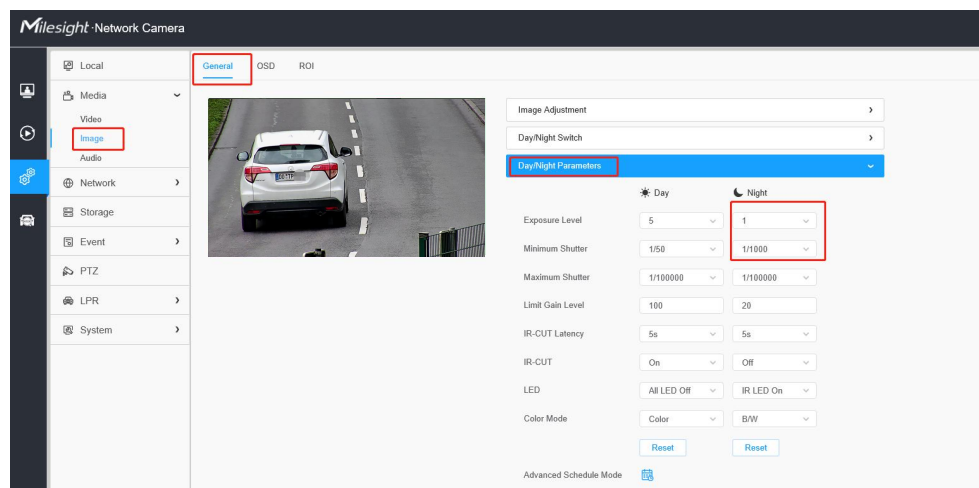 Milesight · Network Camera
Local
General OSD ROI
Media
Video
Image
Audio
Network
Storage
Event
PTZ
LPR
System
Image Adjustment
Day/Night Switch
Day/Night Parameters
Day Night
Exposure Level 5 1
Minimum Shutter 1/50 1/1000
Maximum Shutter 1/100000 1/100000
Limit Gain Level 100 20
IR-CUT Latency 5s 5s
IR-CUT On Off
LED All LED Off IR LED On
Color Mode Color B/W
Reset Reset
Advanced Schedule Mode